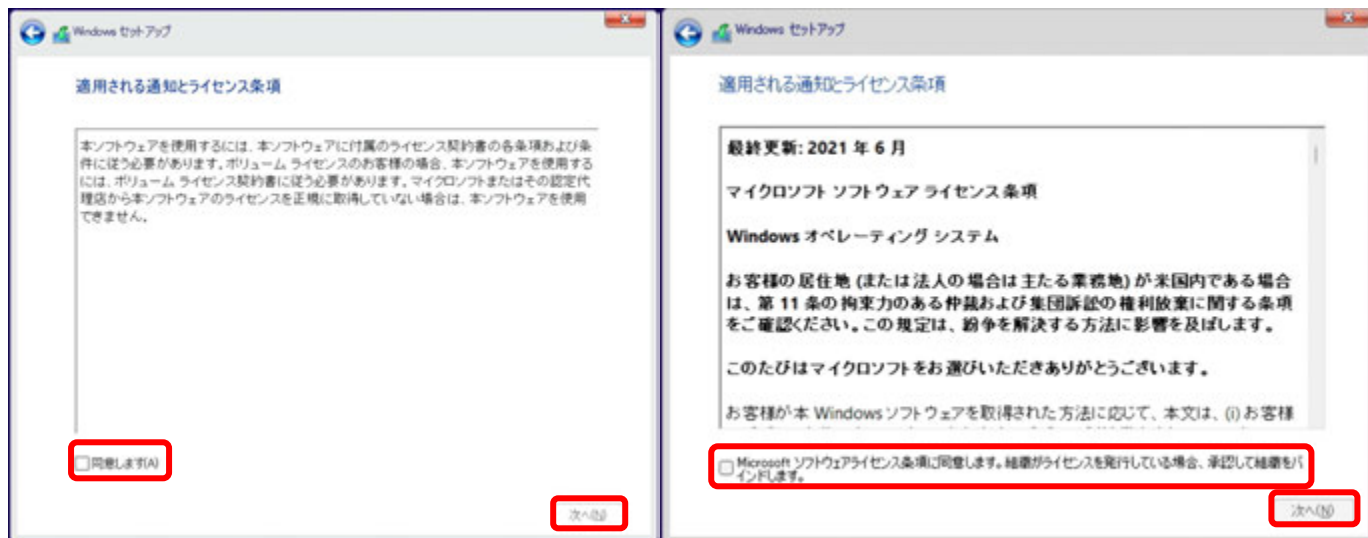 Windows セットアップ
適用される通知とライセンス条項
本ソフトウェアを使用するには、本ソフトウェアに付属のライセンス契約書の各条項および条
件に従う必要があります。ボリューム ライセンスのお客様の場合、本ソフトウェアを使用する
には、ボリューム ライセンス契約書に従う必要があります。マイクロソフトまたはその認定代
理店から本ソフトウェアのライセンスを正規に取得していない場合は、本ソフトウェアを使用
できません。
同意します(A)
次へ(N)
Windows セットアップ
適用される通知とライセンス条項
最終更新: 2021 年 6 月
マイクロソフト ソフトウェア ライセンス条項
Windows オペレーティング システム
お客様の居住地 (または法人の場合は主たる業務地) が米国内である場合
は、第 11 条の拘束力のある仲裁および集団訴訟の権利放棄に関する条項
をご確認ください。この規定は、紛争を解決する方法に影響を及ぼします。
このたびはマイクロソフトをお選びいただきありがとうございます。
お客様が本 Windows ソフトウェアを取得された方法に応じて、本文は、(i) お客様
Microsoft ソフトウェアライセンス条項に同意します。組織がライセンスを発行している場合、承認して組織をバ
インドします。
次へ(N)